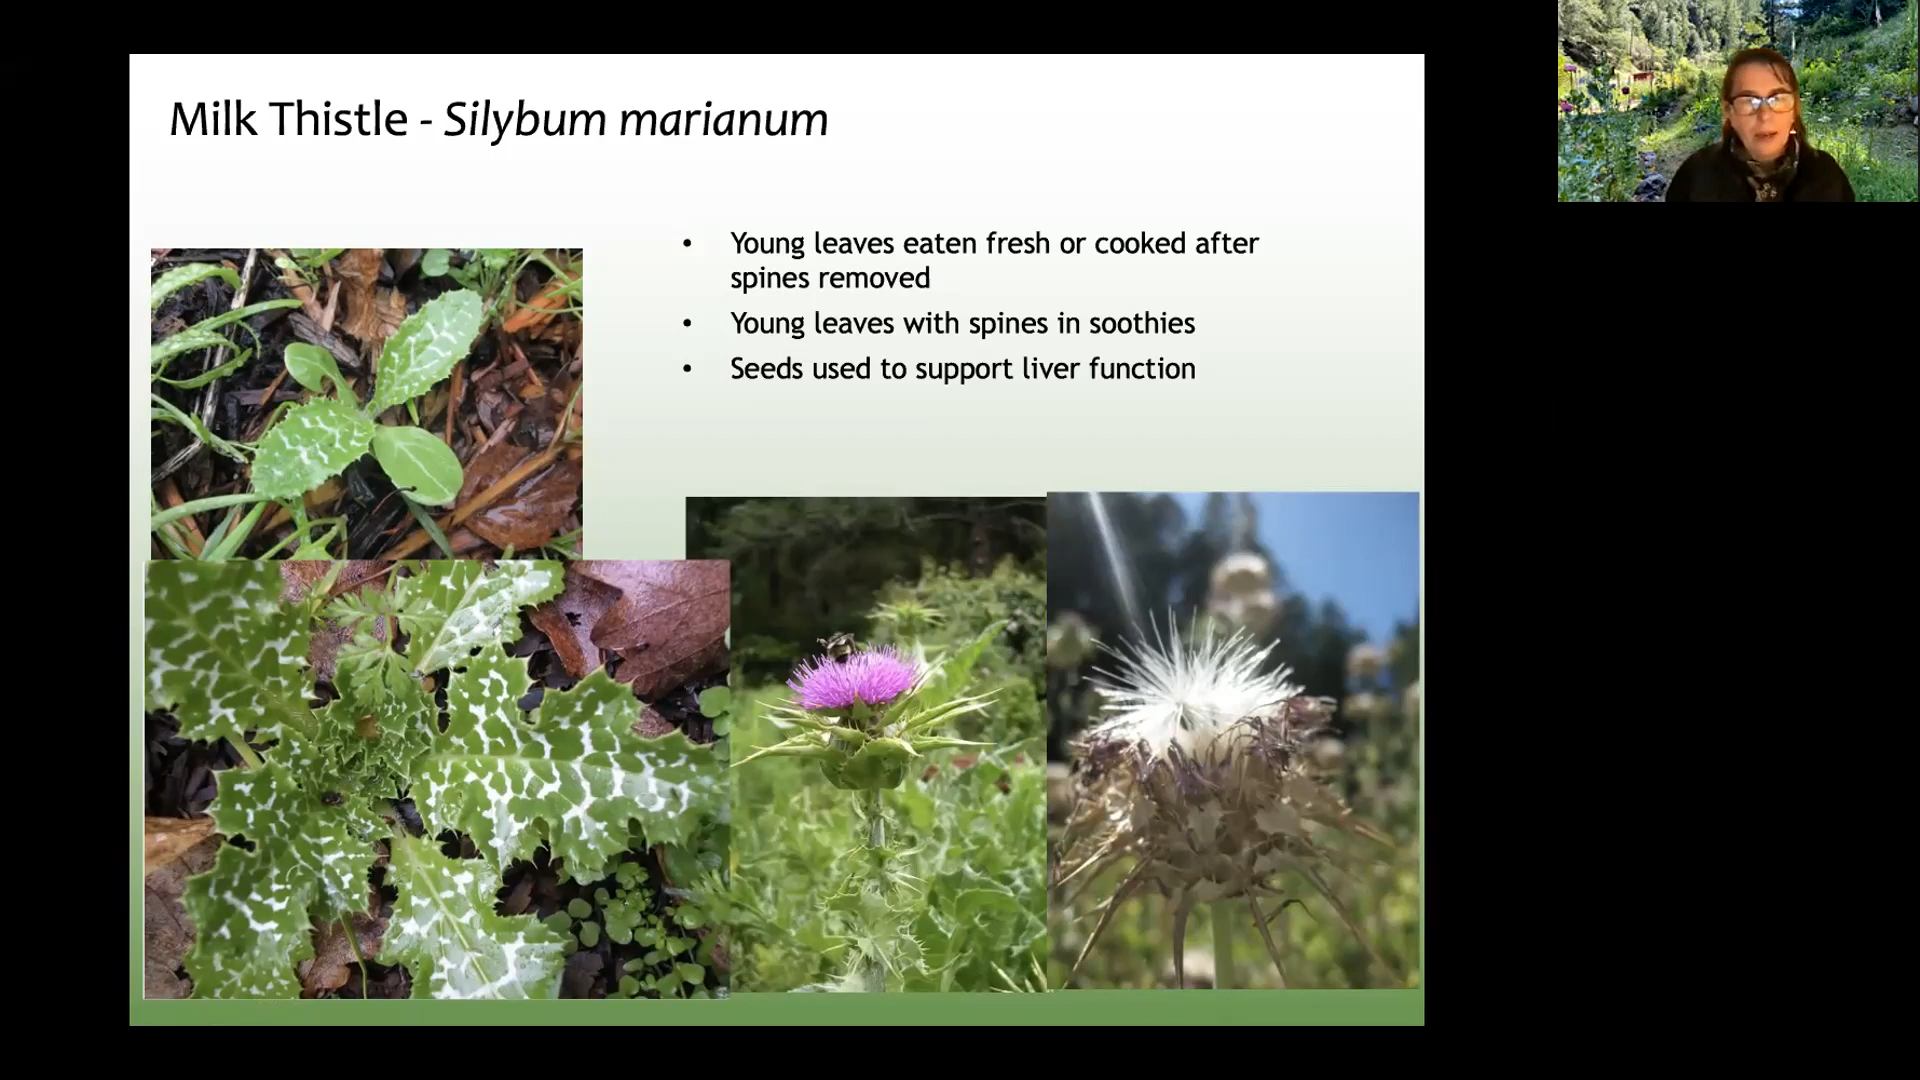 Milk Thistle - Silybum marianum
• Young leaves eaten fresh or cooked after
spines removed
• Young leaves with spines in soothies
• Seeds used to support liver function